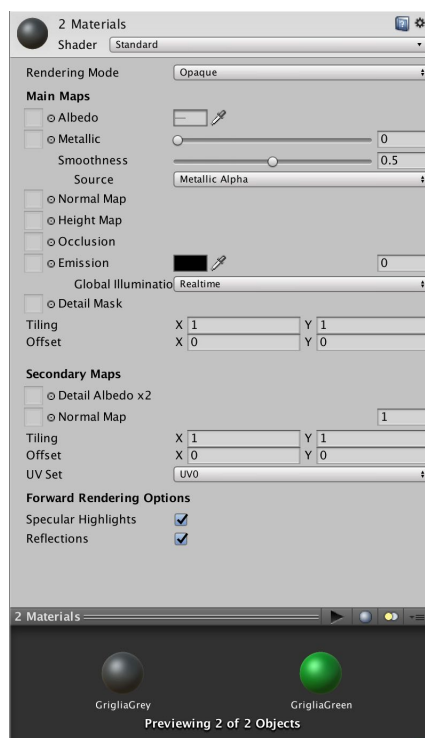 2 Materials
Shader Standard
Rendering Mode Opaque
Main Maps
Albedo
Metallic 0
Smoothness 0.5
Source Metallic Alpha
Normal Map
Height Map
Occlusion
Emission 0
Global Illuminatio Realtime
Detail Mask
Tiling X 1 Y 1
Offset X 0 Y 0
Secondary Maps
Detail Albedo x2
Normal Map 1
Tiling X 1 Y 1
Offset X 0 Y 0
UV Set UV0
Forward Rendering Options
Specular Highlights
Reflections
2 Materials
GrigliaGrey GrigliaGreen
Previewing 2 of 2 Objects